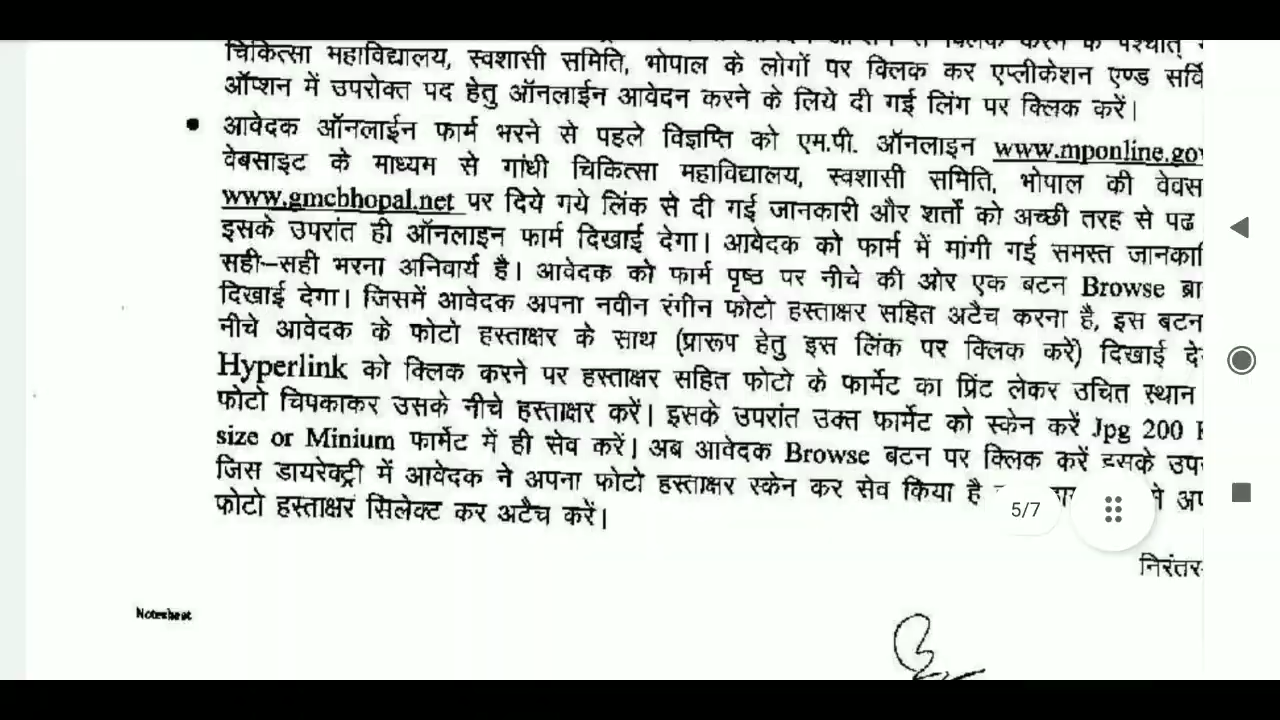 चिकित्सा महाविद्यालय, स्वशासी समिति, भोपाल के लोगों पर क्लिक कर एप्लीकेशन एण्ड
ऑप्शन में उपरोक्त पद हेतु ऑनलाईन आवेदन करने के लिये दी गई लिंग पर क्लिक करें।
• आवेदक ऑनलाईन फार्म भरने से पहले विज्ञप्ति को एम.पी. ऑनलाइन www.mponline.gov
वेबसाइट के माध्यम से गांधी चिकित्सा महाविद्यालय, स्वशासी समिति, भोपाल की
www.gmcbhopal.net पर दिये गये लिंक से दी गई जानकारी और शर्तों को अच्छी तरह से पढ
इसके उपरांत ही ऑनलाइन फार्म दिखाई देगा। आवेदक को फार्म में मांगी गई समस्त
सही–सही भरना अनिवार्य है। आवेदक को फार्म पृष्ठ पर नीचे की ओर एक बटन Browse
दिखाई देगा। जिसमें आवेदक अपना नवीन रंगीन फोटो हस्ताक्षर सहित अटैच करना है, इस बटन
नीचे आवेदक के फोटो हस्ताक्षर के साथ (प्रारूप हेतु इस लिंक पर क्लिक करें) दिखाई
Hyperlink को क्लिक करने पर हस्ताक्षर सहित फोटो के फार्मेट का प्रिंट लेकर उचित स्थान
फोटो चिपकाकर उसके नीचे हस्ताक्षर करें। इसके उपरांत उक्त फार्मेट को स्केन करें Jpg 200
size or Minium फार्मेट में ही सेव करें। अब आवेदक Browse बटन पर क्लिक करें इसके
जिस डायरेक्ट्री में आवेदक ने अपना फोटो हस्ताक्षर स्केन कर सेव किया है
फोटो हस्ताक्षर सिलेक्ट कर अटैच करें।
5/7
निरंतर
Notesheet